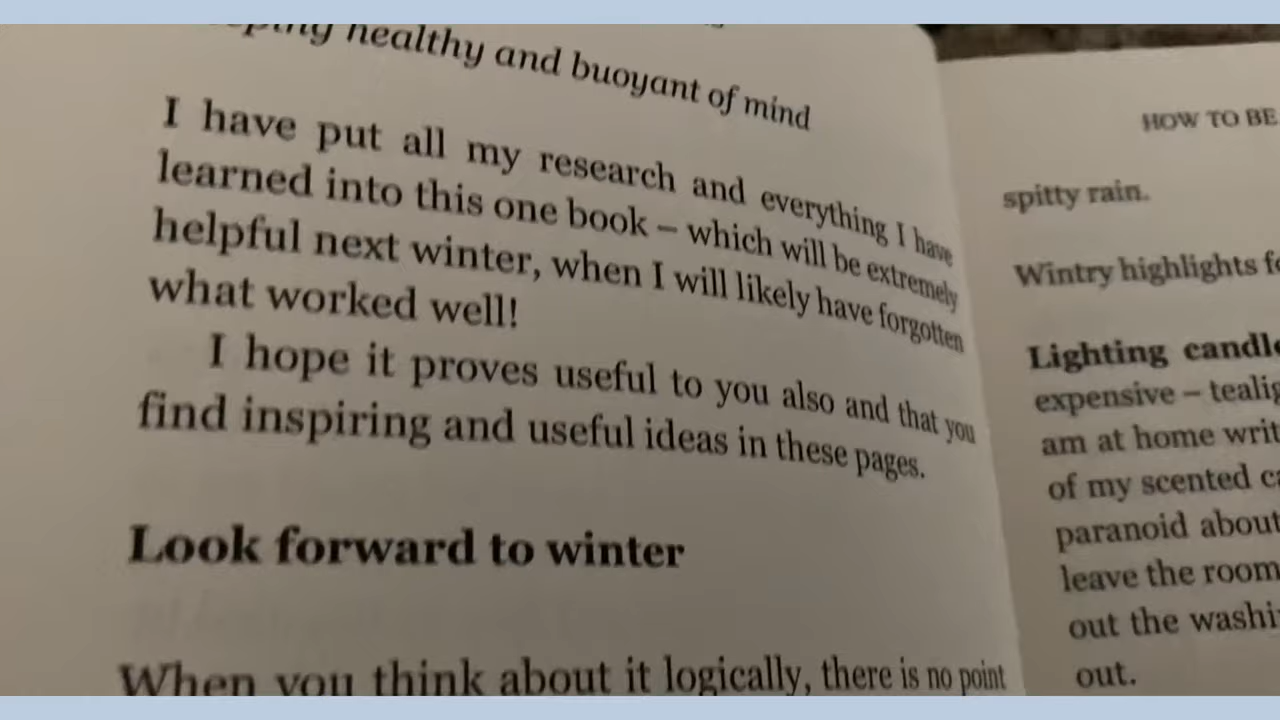 healthy and buoyant of mind
I have put all my research and everything I have
learned into this one book – which will be extremely
helpful next winter, when I will likely have forgotten
what worked well!
I hope it proves useful to you also and that you
find inspiring and useful ideas in these pages.
Look forward to winter
When you think about it logically, there is no point
HOW TO BE
spitty rain.
Wintry highlights
Lighting
expensive –
am at home
of my scented
paranoid about
leave the room
out the
out.